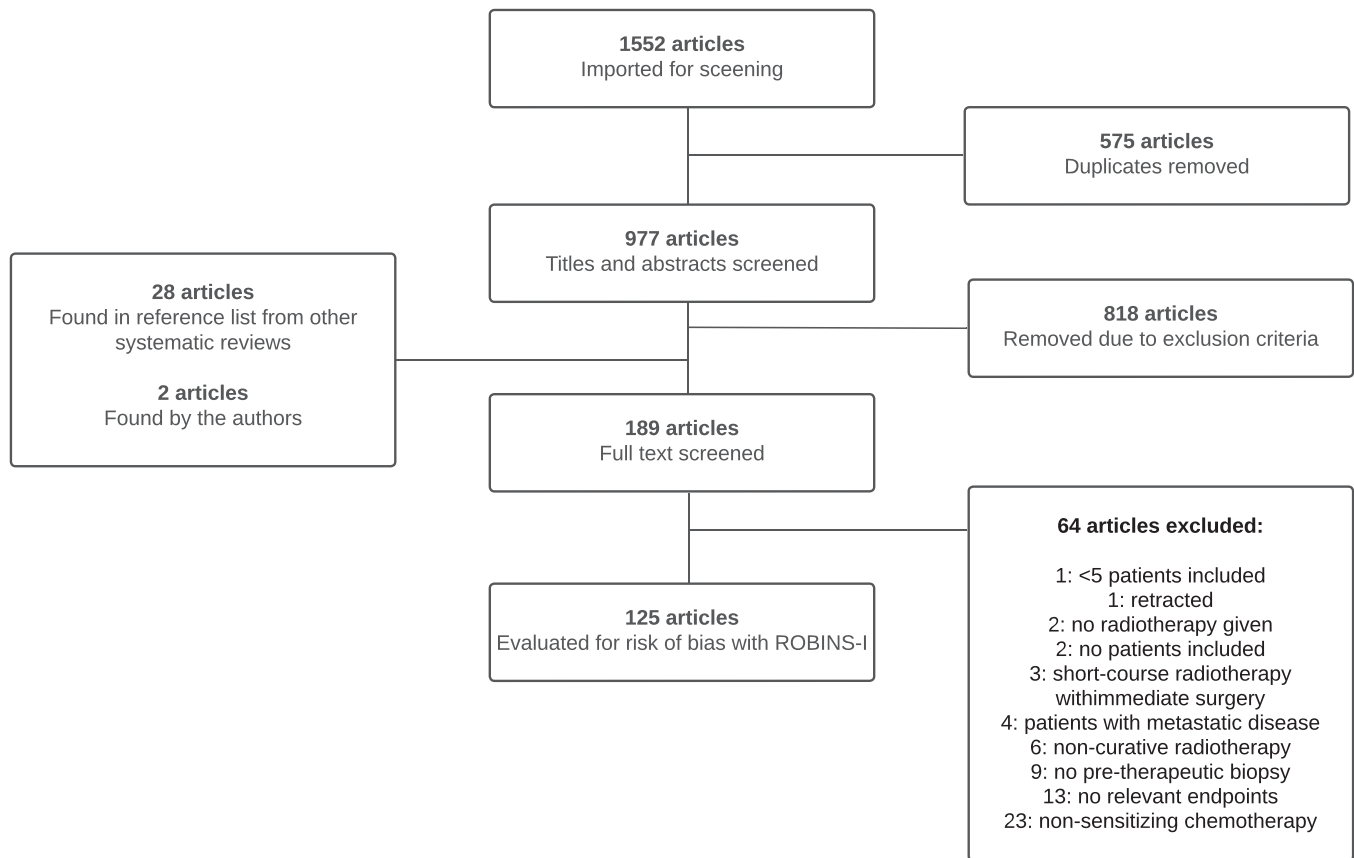 1552 articles
Imported for sceening
575 articles
Duplicates removed
977 articles
Titles and abstracts screened
28 articles
Found in reference list from other
systematic reviews
2 articles
Found by the authors
818 articles
Removed due to exclusion criteria
189 articles
Full text screened
64 articles excluded:
1: <5 patients included
1: retracted
2: no radiotherapy given
2: no patients included
3: short-course radiotherapy
withimmediate surgery
4: patients with metastatic disease
6: non-curative radiotherapy
9: no pre-therapeutic biopsy
13: no relevant endpoints
23: non-sensitizing chemotherapy
125 articles
Evaluated for risk of bias with ROBINS-I